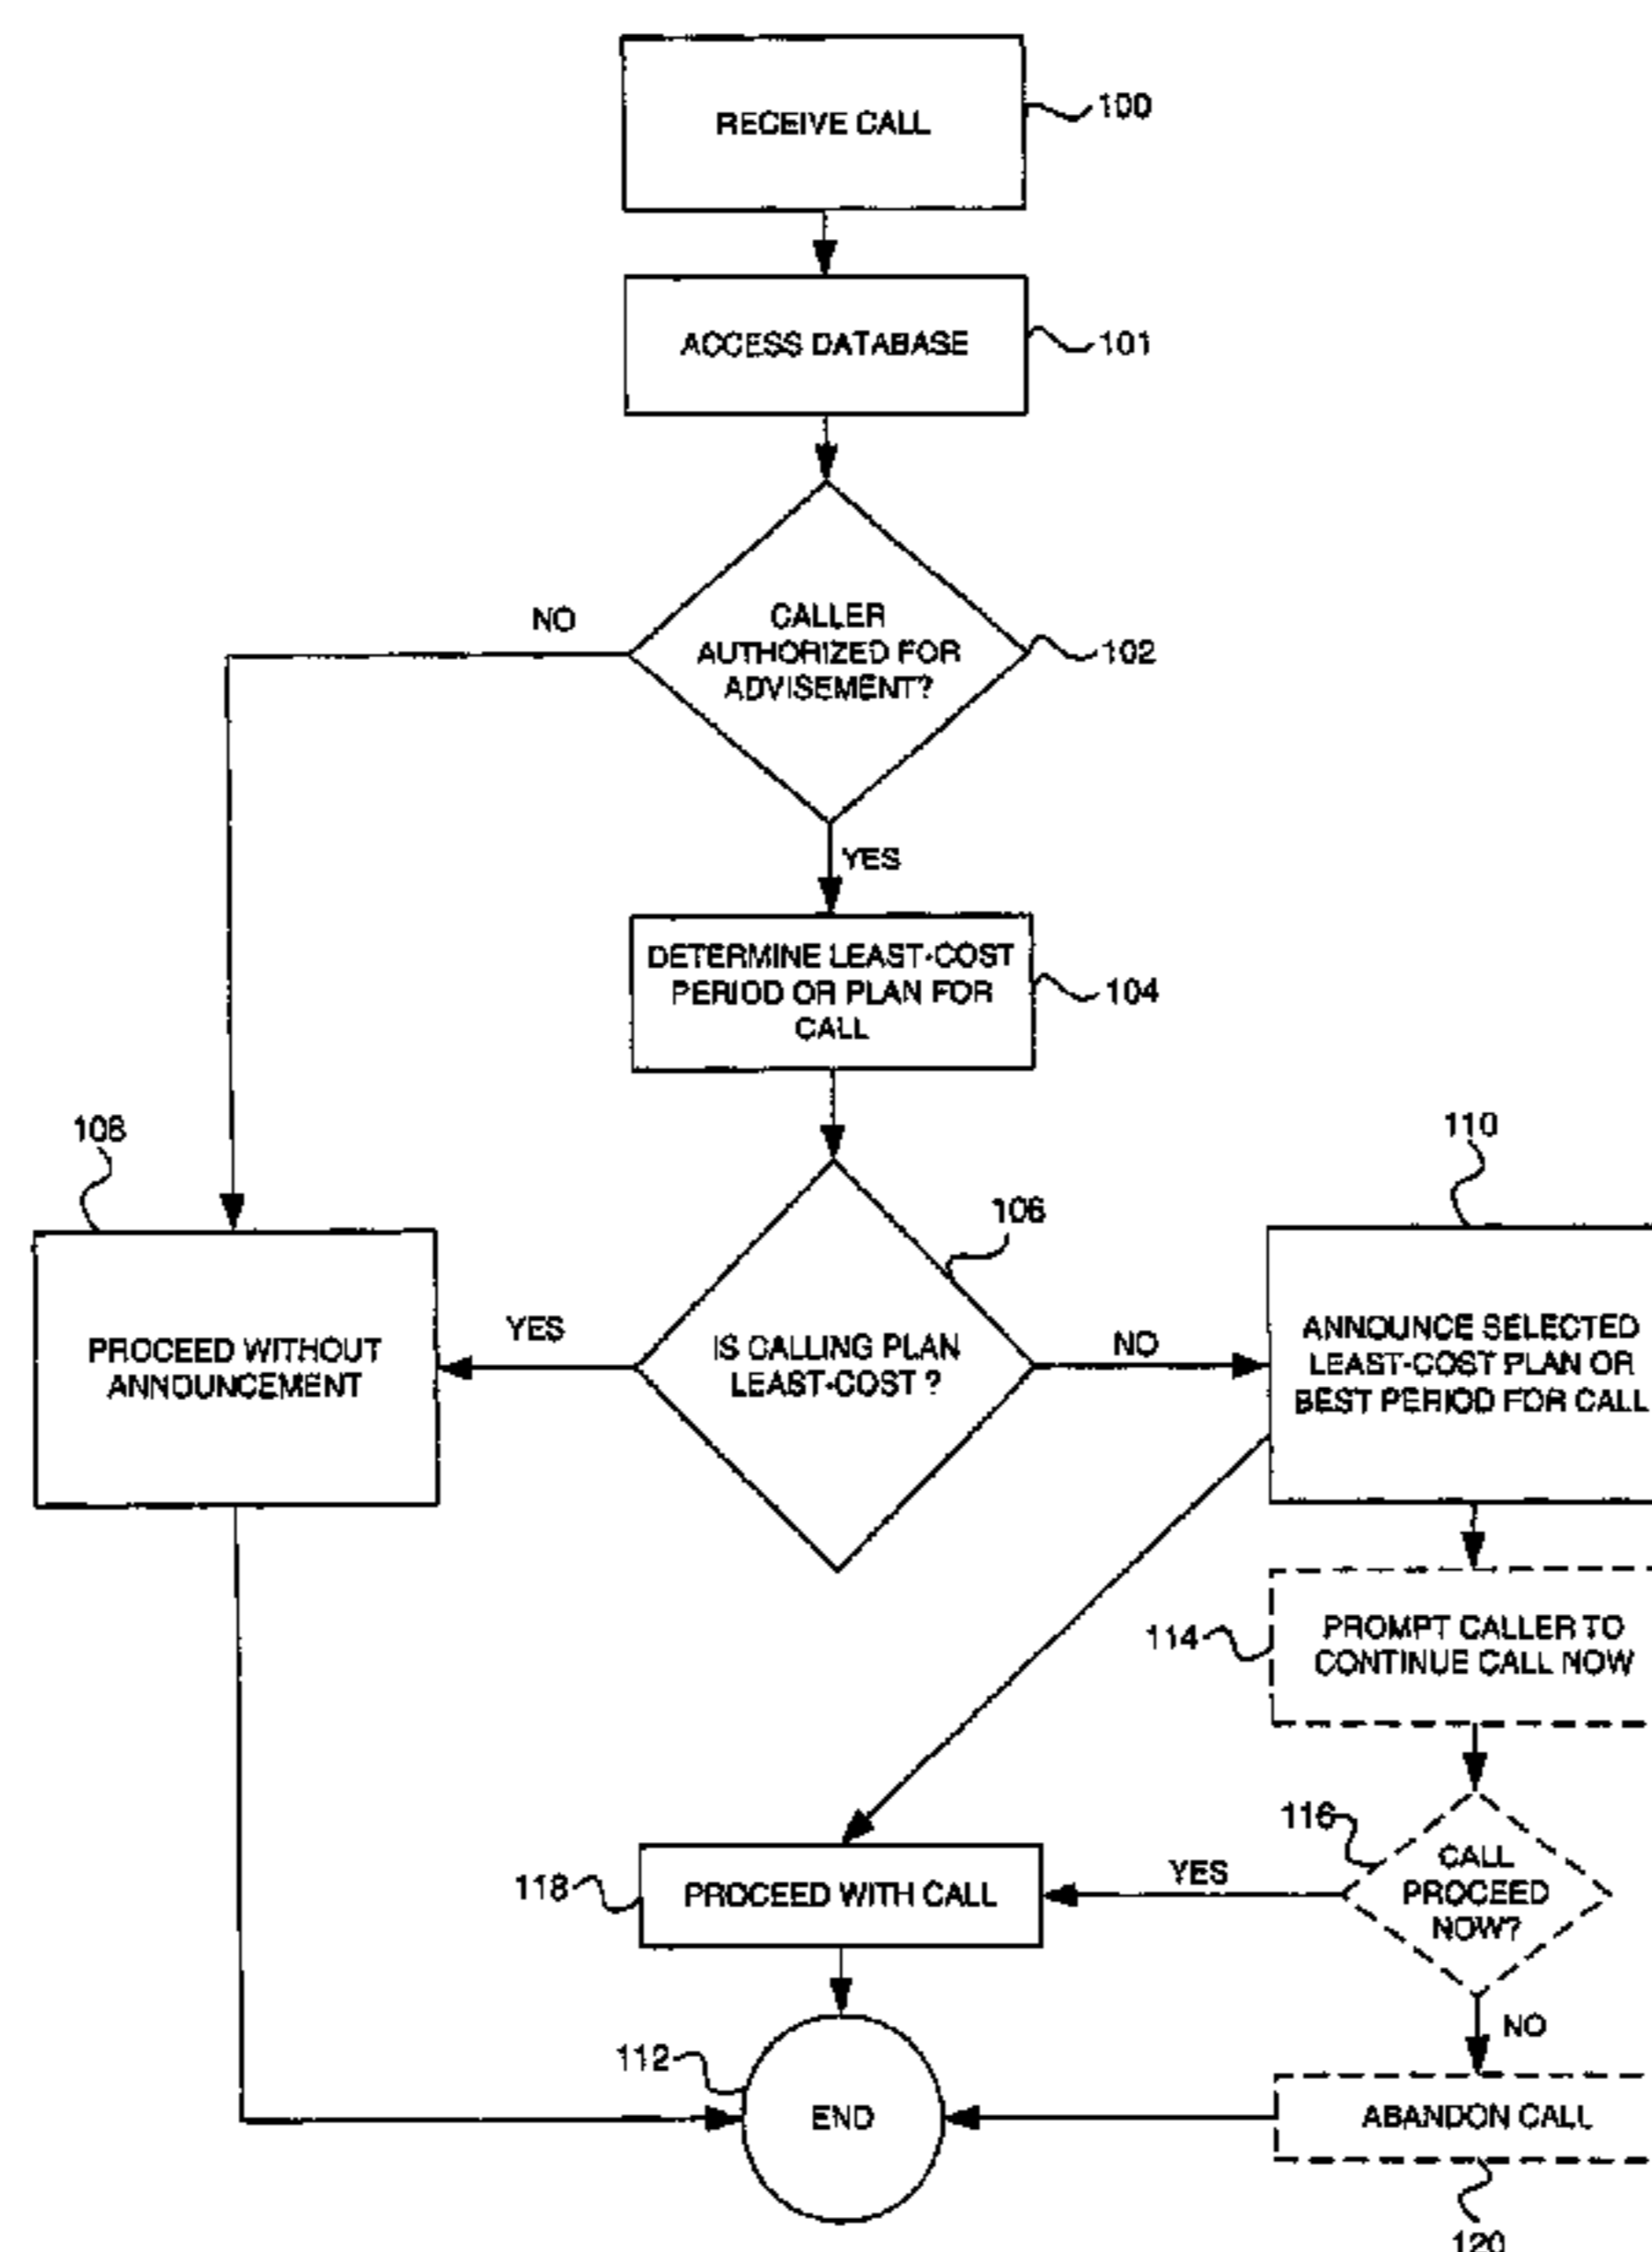 RECEIVE CALL
100
ACCESS DATABASE
101
NO
CALLER
AUTHORIZED FOR
ADVISEMENT?
102
YES
DETERMINE LEAST-COST
PERIOD OR PLAN FOR
CALL
104
108
110
106
PROCEED WITHOUT
ANNOUNCEMENT
YES
IS CALLING PLAN
LEAST-COST ?
NO
ANNOUNCE SELECTED
LEAST-COST PLAN OR
BEST PERIOD FOR CALL
114
PROMPT CALLER TO
CONTINUE CALL NOW
116
118
PROCEED WITH CALL
YES
CALL
PROCEED
NOW?
NO
112
END
ABANDON CALL
120